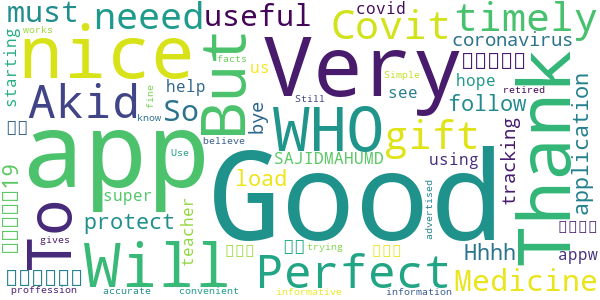 must neeed useful covid timely
works us facts
starting nice Very Covit coronavirus
Simple
But help see retired
Akid So Still hope follow
know fine bye
app WHO gift Thank application
believe
19 To Good SAJIDMAHUMD using tracking
super load
Use
protect teacher advertised
gives Will trying Hhhh appw
Perfect Medicine
proffession accurate convenient informative information